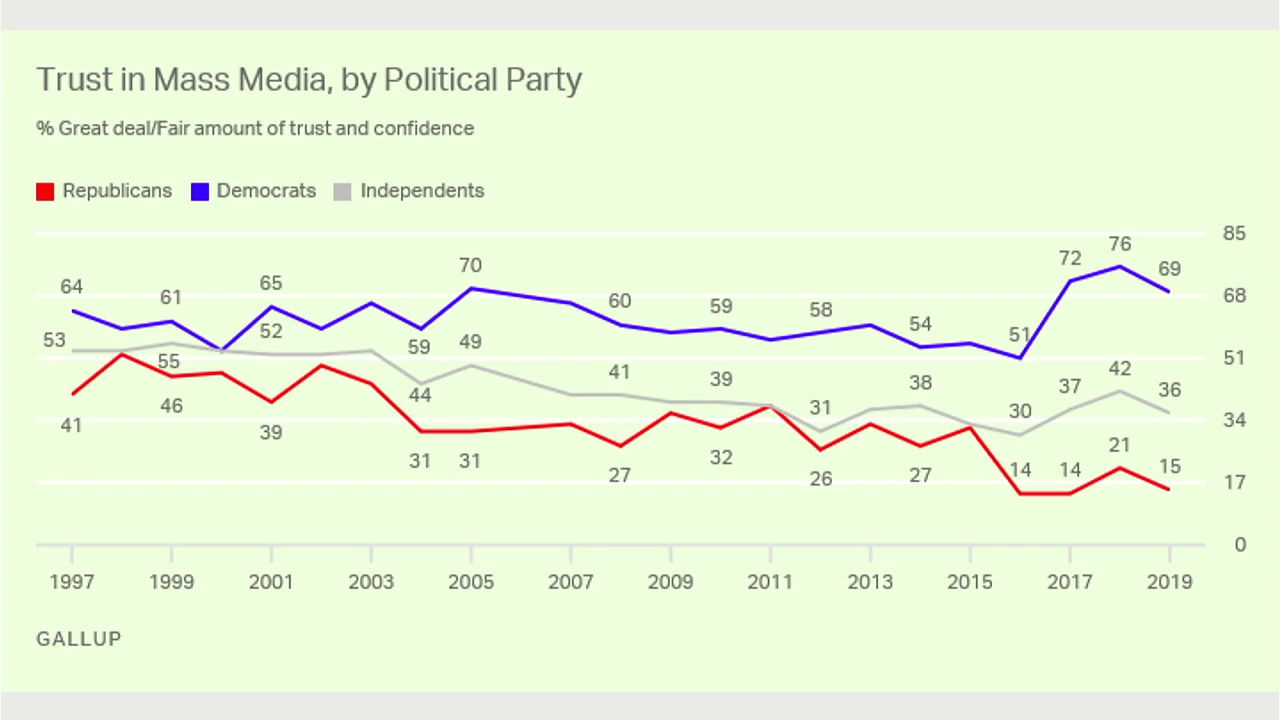 Trust in Mass Media, by Political Party
% Great deal/Fair amount of trust and confidence
Republicans Democrats Independents
85
68
51
34
17
0
64 61 65 70 60 59 58 54 51 72 76 69
53 55 52 44 49 41 39 31 38 30 37 42 36
59
41 46 39 31 31 27 32 26 27 14 14 21 15
1997 1999 2001 2003 2005 2007 2009 2011 2013 2015 2017 2019
GALLUP